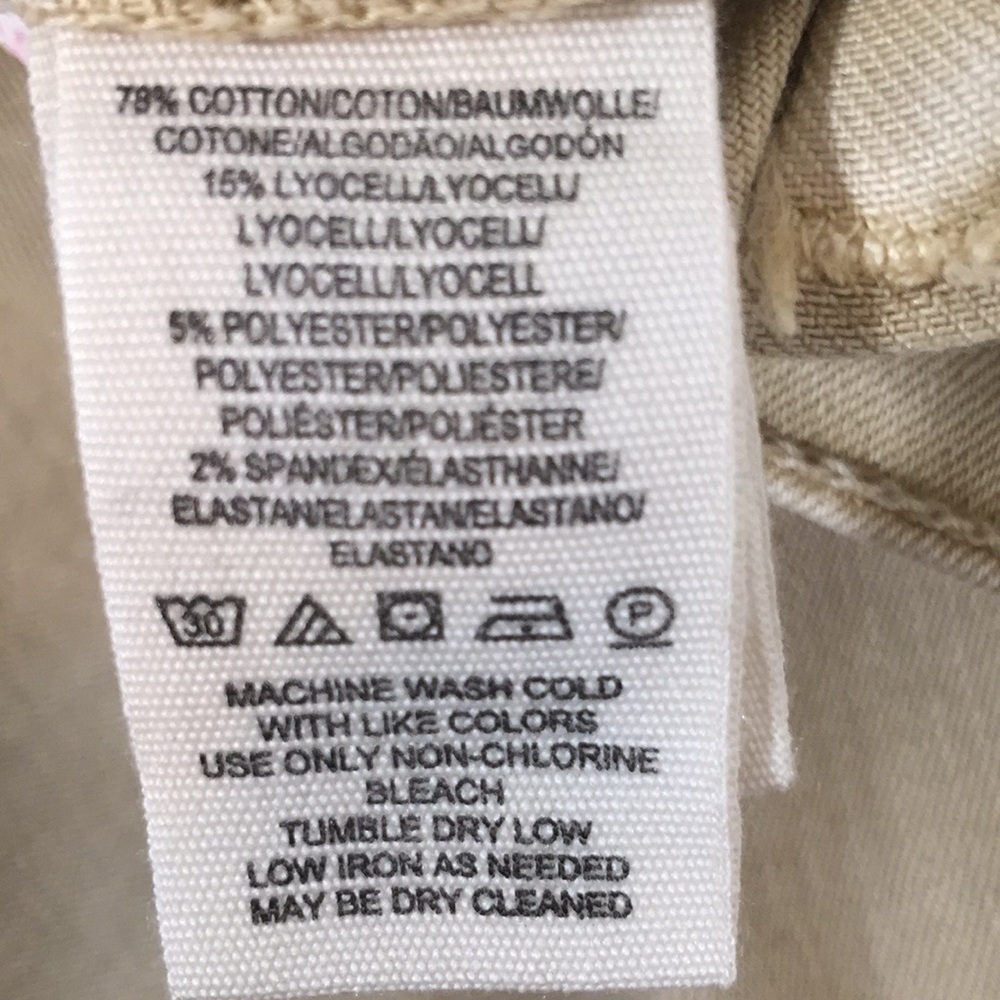 78% COTTON/COTON/BAUMWOLLE/
COTONE/ALGODÃO/ALGODÓN
15% LYOCELL/LYOCELL/
LYOCELL/LYOCELL/
LYOCELL/LYOCELL
5% POLYESTER/POLYESTER/
POLYESTER/POLIESTERE/
POLIÉSTER/POLIÉSTER
2% SPANDEX/ÉLASTHANNE/
ELASTAN/ELASTAN/ELASTANO/
ELASTANO
30 P
MACHINE WASH COLD
WITH LIKE COLORS
USE ONLY NON-CHLORINE
BLEACH
TUMBLE DRY LOW
LOW IRON AS NEEDED
MAY BE DRY CLEANED